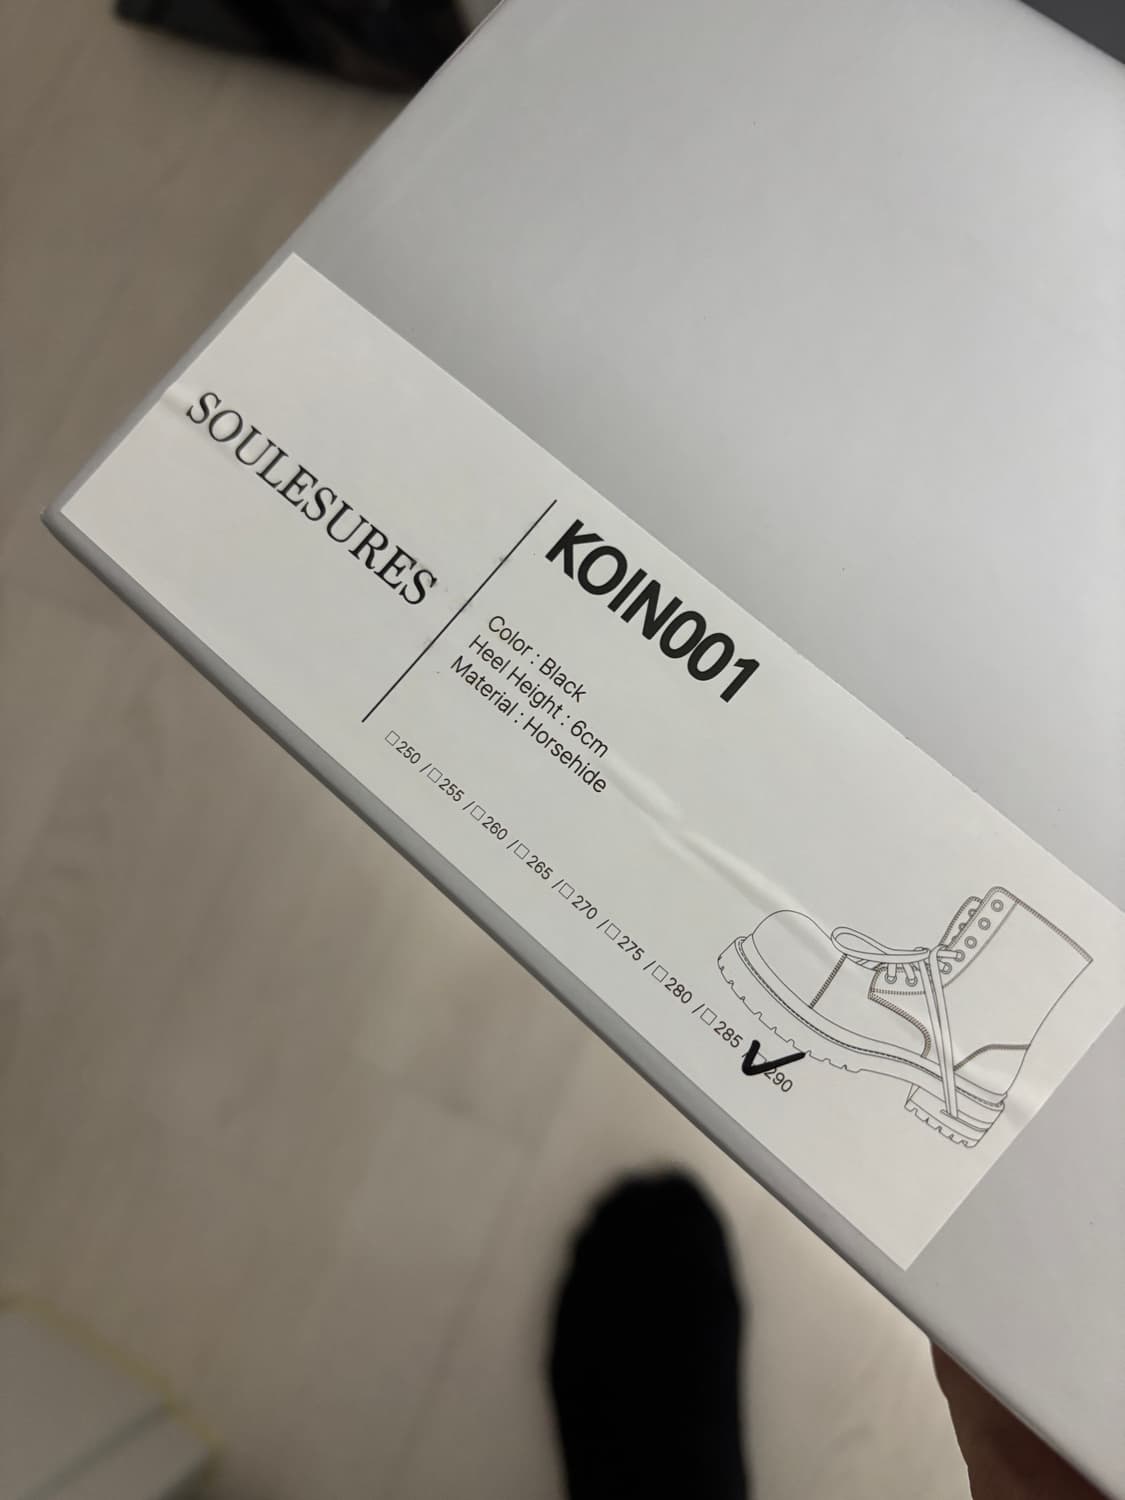 SOULESURES
KOIN001
Color : Black
Heel Height : 6cm
Material : Horsehide
□250 /□255 /□260 /□265 /□270 /□275 /□280 /□285 /□290